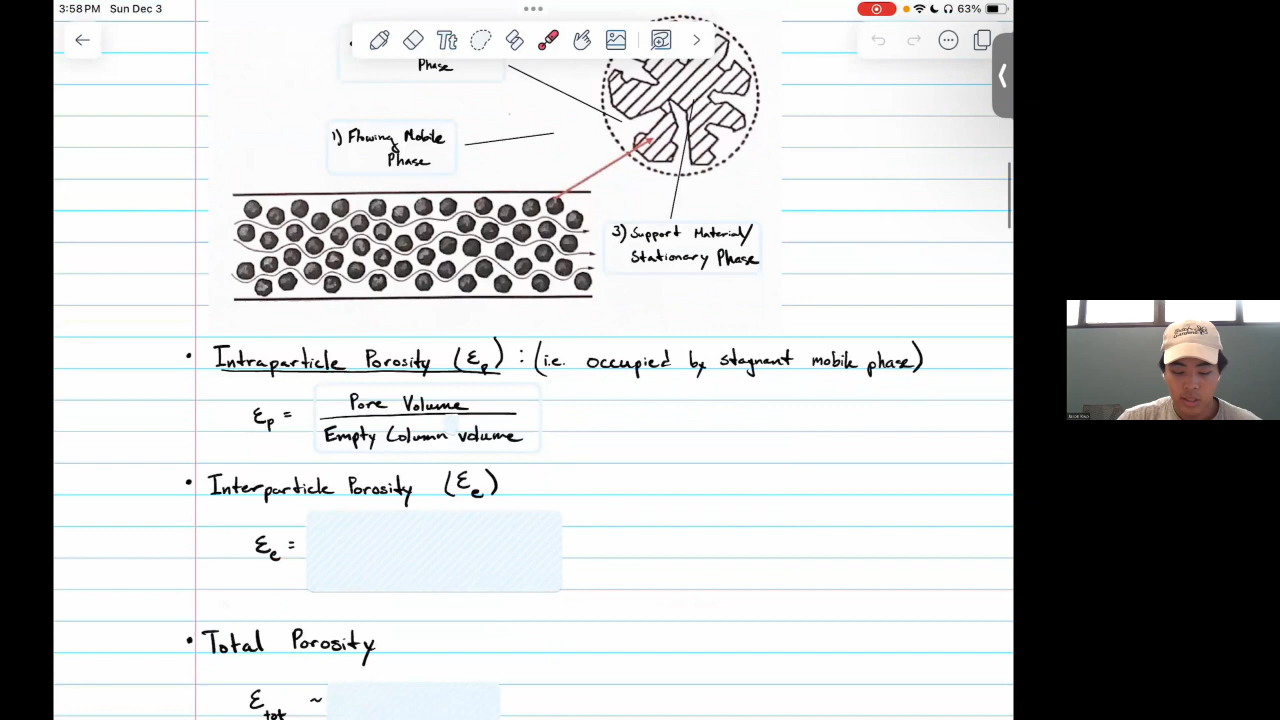 3:58 PM Sun Dec 3
63%
Tt
Phase
1) Flowing Mobile
Phase
3) Support Material/
Stationary Phase
• Intraparticle Porosity (εp) : (i.e. occupied by stagnant mobile phase)
εp = Pore Volume
Empty Column volume
• Interparticle Porosity (εe)
εe =
• Total Porosity
εtot ~